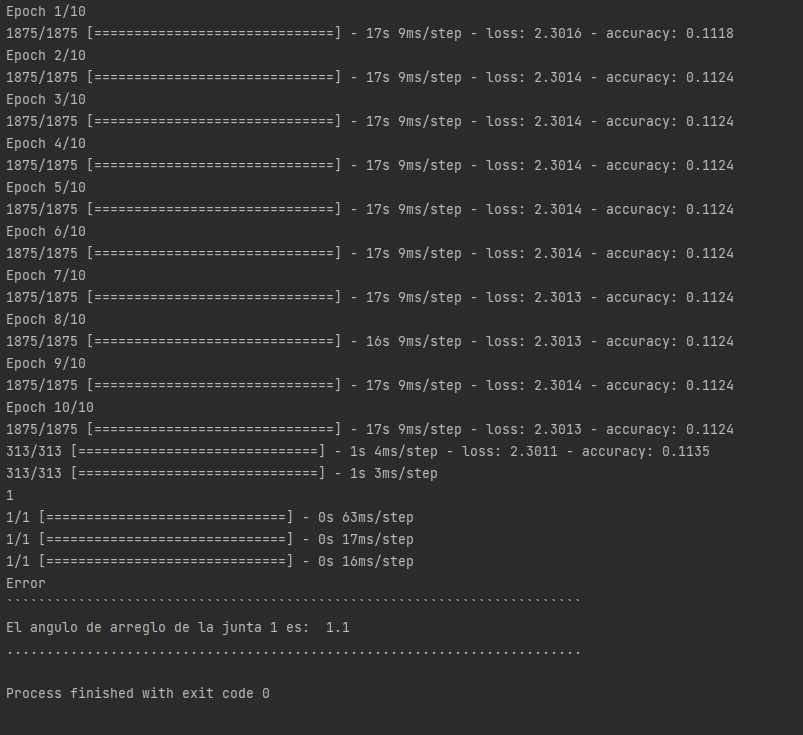 Epoch 1/10
1875/1875 [==============================] - 17s 9ms/step - loss: 2.3016 - accuracy: 0.1118
Epoch 2/10
1875/1875 [==============================] - 17s 9ms/step - loss: 2.3014 - accuracy: 0.1124
Epoch 3/10
1875/1875 [==============================] - 17s 9ms/step - loss: 2.3014 - accuracy: 0.1124
Epoch 4/10
1875/1875 [==============================] - 17s 9ms/step - loss: 2.3014 - accuracy: 0.1124
Epoch 5/10
1875/1875 [==============================] - 17s 9ms/step - loss: 2.3014 - accuracy: 0.1124
Epoch 6/10
1875/1875 [==============================] - 17s 9ms/step - loss: 2.3014 - accuracy: 0.1124
Epoch 7/10
1875/1875 [==============================] - 17s 9ms/step - loss: 2.3013 - accuracy: 0.1124
Epoch 8/10
1875/1875 [==============================] - 16s 9ms/step - loss: 2.3013 - accuracy: 0.1124
Epoch 9/10
1875/1875 [==============================] - 17s 9ms/step - loss: 2.3014 - accuracy: 0.1124
Epoch 10/10
1875/1875 [==============================] - 17s 9ms/step - loss: 2.3013 - accuracy: 0.1124
313/313 [==============================] - 1s 4ms/step - loss: 2.3011 - accuracy: 0.1135
313/313 [==============================] - 1s 3ms/step
1
1/1 [==============================] - 0s 63ms/step
1/1 [==============================] - 0s 17ms/step
1/1 [==============================] - 0s 16ms/step
Error
````````````````````````````````````````````````````````````````````````
El angulo de arreglo de la junta 1 es:  1.1
........................................................................
Process finished with exit code 0